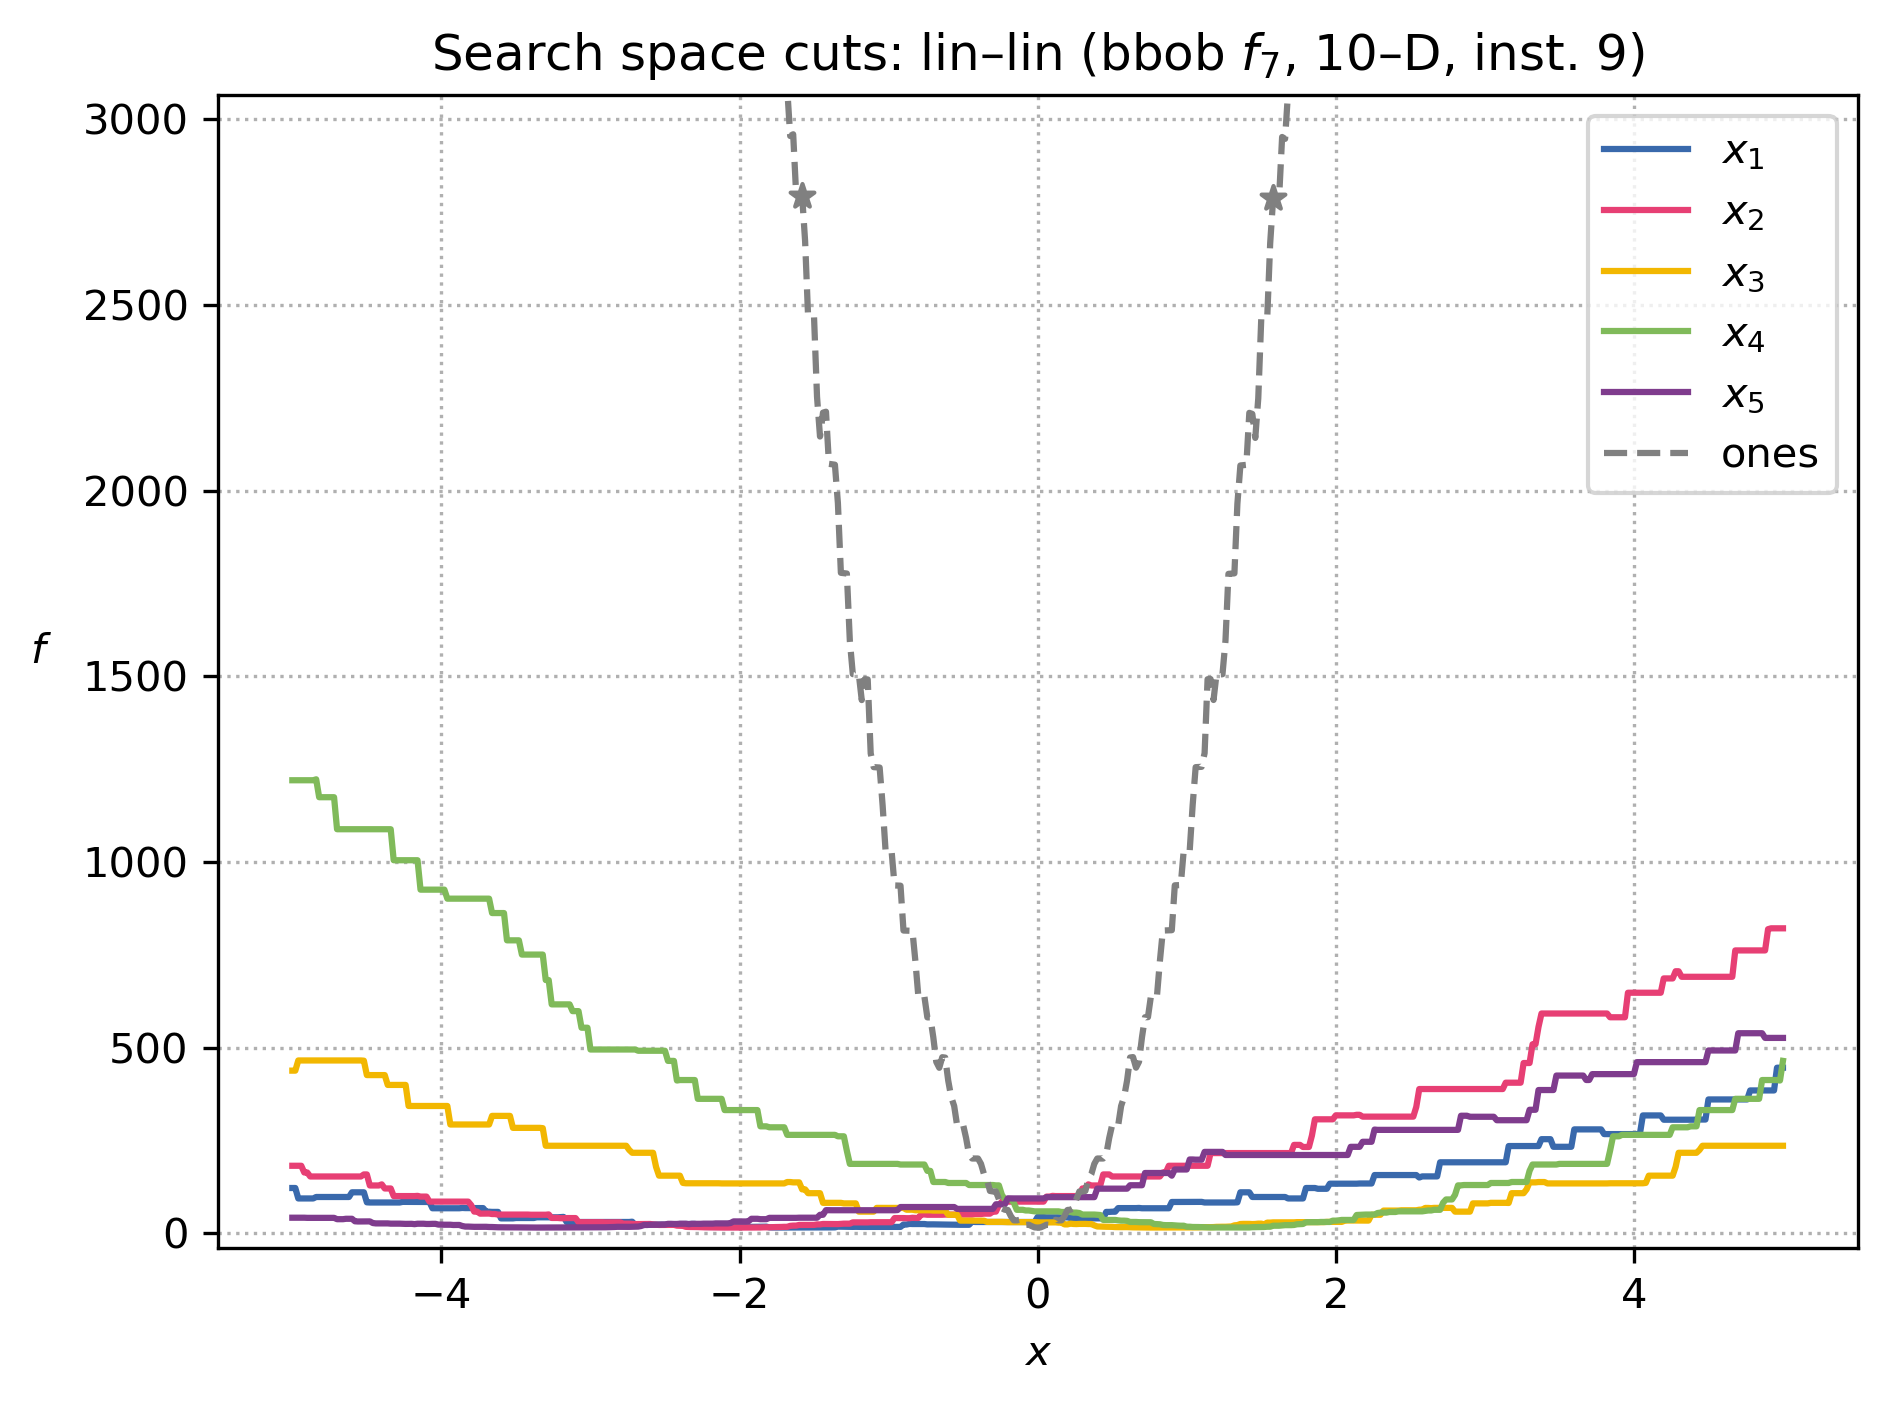 Search space cuts: lin–lin (bbob f₇, 10–D, inst. 9)
3000
2500
2000
1500
1000
500
0
f
−4
−2
0
2
4
x
x₁
x₂
x₃
x₄
x₅
ones